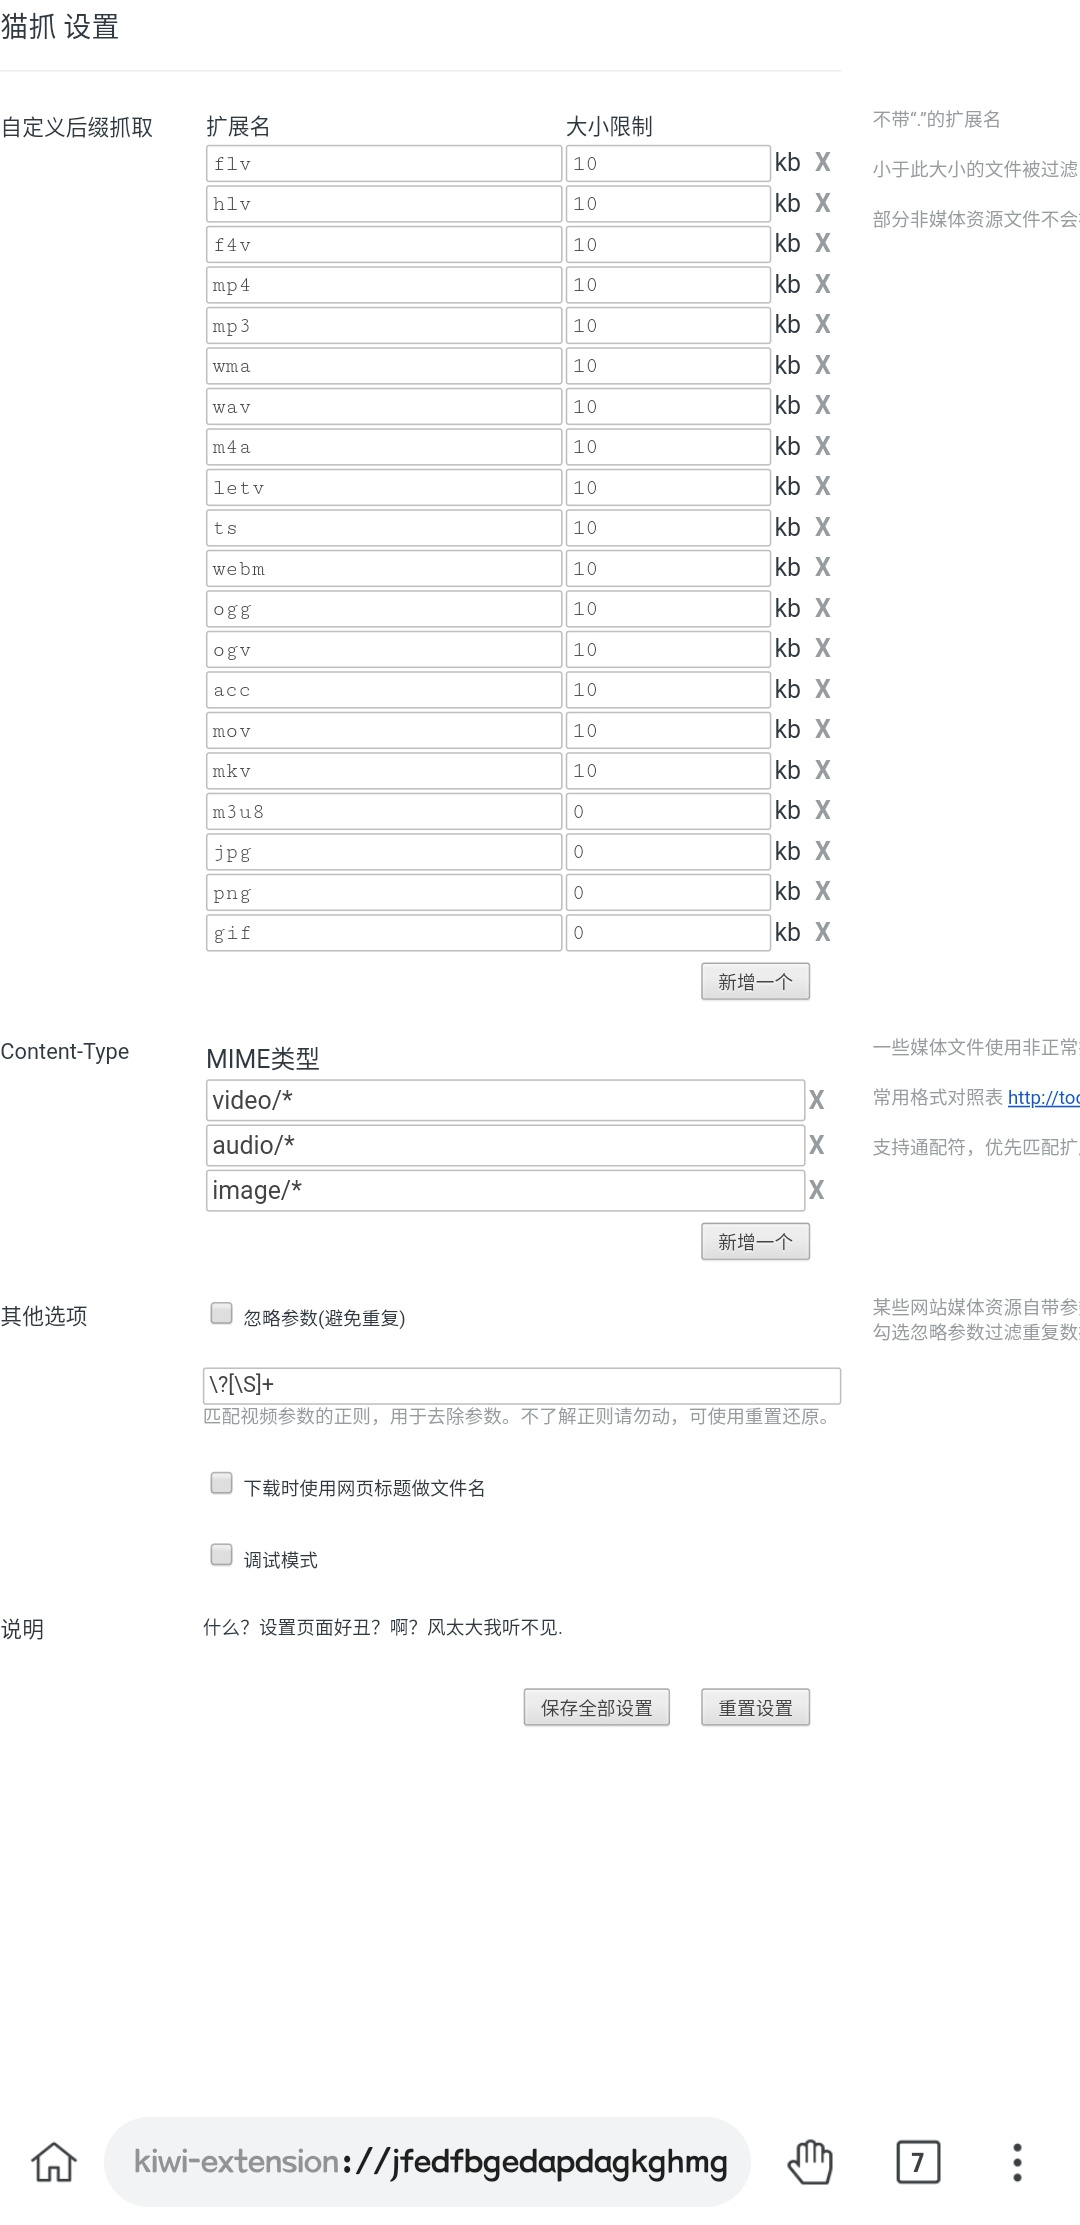 猫抓 设置
自定义后缀抓取
扩展名 大小限制
flv 10 kb X
hlv 10 kb X
f4v 10 kb X
mp4 10 kb X
mp3 10 kb X
wma 10 kb X
wav 10 kb X
m4a 10 kb X
letv 10 kb X
ts 10 kb X
webm 10 kb X
ogg 10 kb X
ogv 10 kb X
acc 10 kb X
mov 10 kb X
mkv 10 kb X
m3u8 0 kb X
jpg 0 kb X
png 0 kb X
gif 0 kb X
新增一个
不带“.”的扩展名
小于此大小的文件被过滤
部分非媒体资源文件不会
Content-Type
MIME类型
video/* X
audio/* X
image/* X
新增一个
一些媒体文件使用非正常
常用格式对照表 http://too
支持通配符，优先匹配扩
其他选项
忽略参数(避免重复)
\?[\S]+
匹配视频参数的正则，用于去除参数。不了解正则请勿动，可使用重置还原。
下载时使用网页标题做文件名
调试模式
某些网站媒体资源自带参
勾选忽略参数过滤重复数
说明
什么？设置页面好丑？啊？风太大我听不见.
保存全部设置 重置设置
kiwi-extension://jfedfbgedapdagkghmg
7